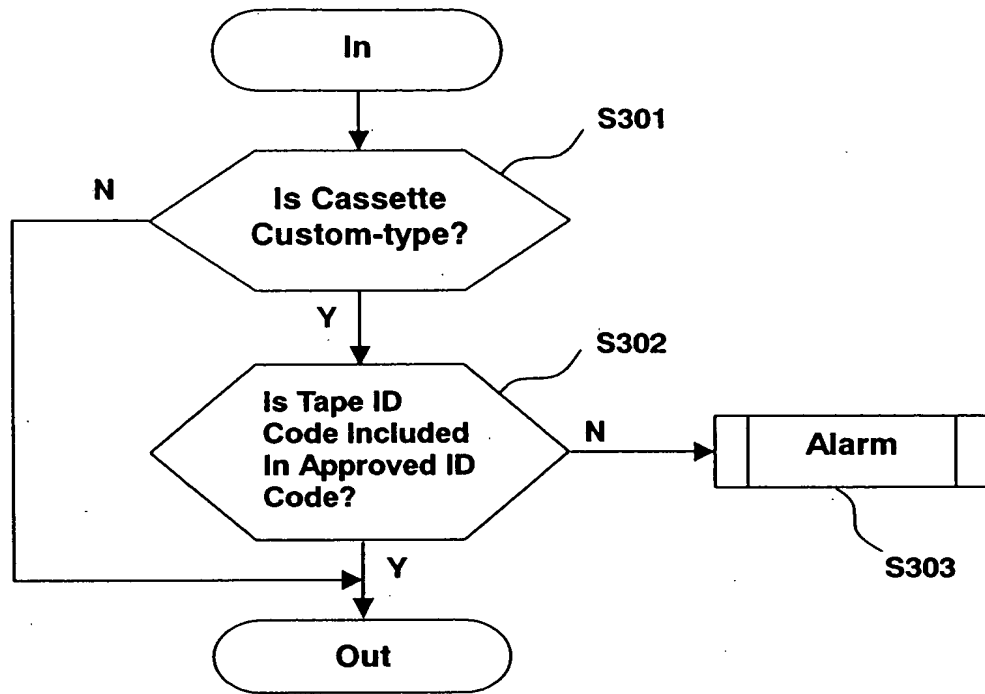 In
S301
N
Is Cassette
Custom-type?
Y
S302
Is Tape ID
Code Included
In Approved ID
Code?
N
Alarm
S303
Y
Out